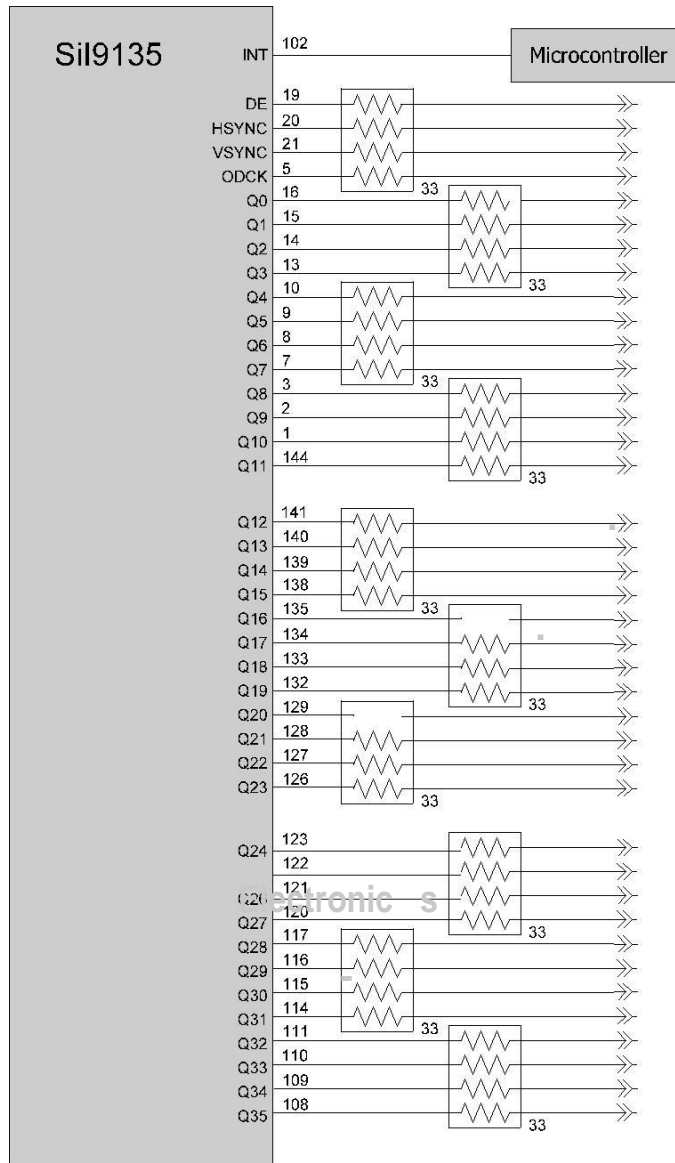 SiI9135
INT 102 Microcontroller
DE 19
HSYNC 20
VSYNC 21
ODCK 5
33
Q0 16
Q1 15
Q2 14
Q3 13
33
Q4 10
Q5 9
Q6 8
Q7 7
33
Q8 3
Q9 2
Q10 1
Q11 144
33
Q12 141
Q13 140
Q14 139
Q15 138
33
Q16 135
Q17 134
Q18 133
Q19 132
33
Q20 129
Q21 128
Q22 127
Q23 126
33
Q24 123
122
Q26 121
Electronic s
Q27 120
33
Q28 117
Q29 116
Q30 115
Q31 114
33
Q32 111
Q33 110
Q34 109
Q35 108
33